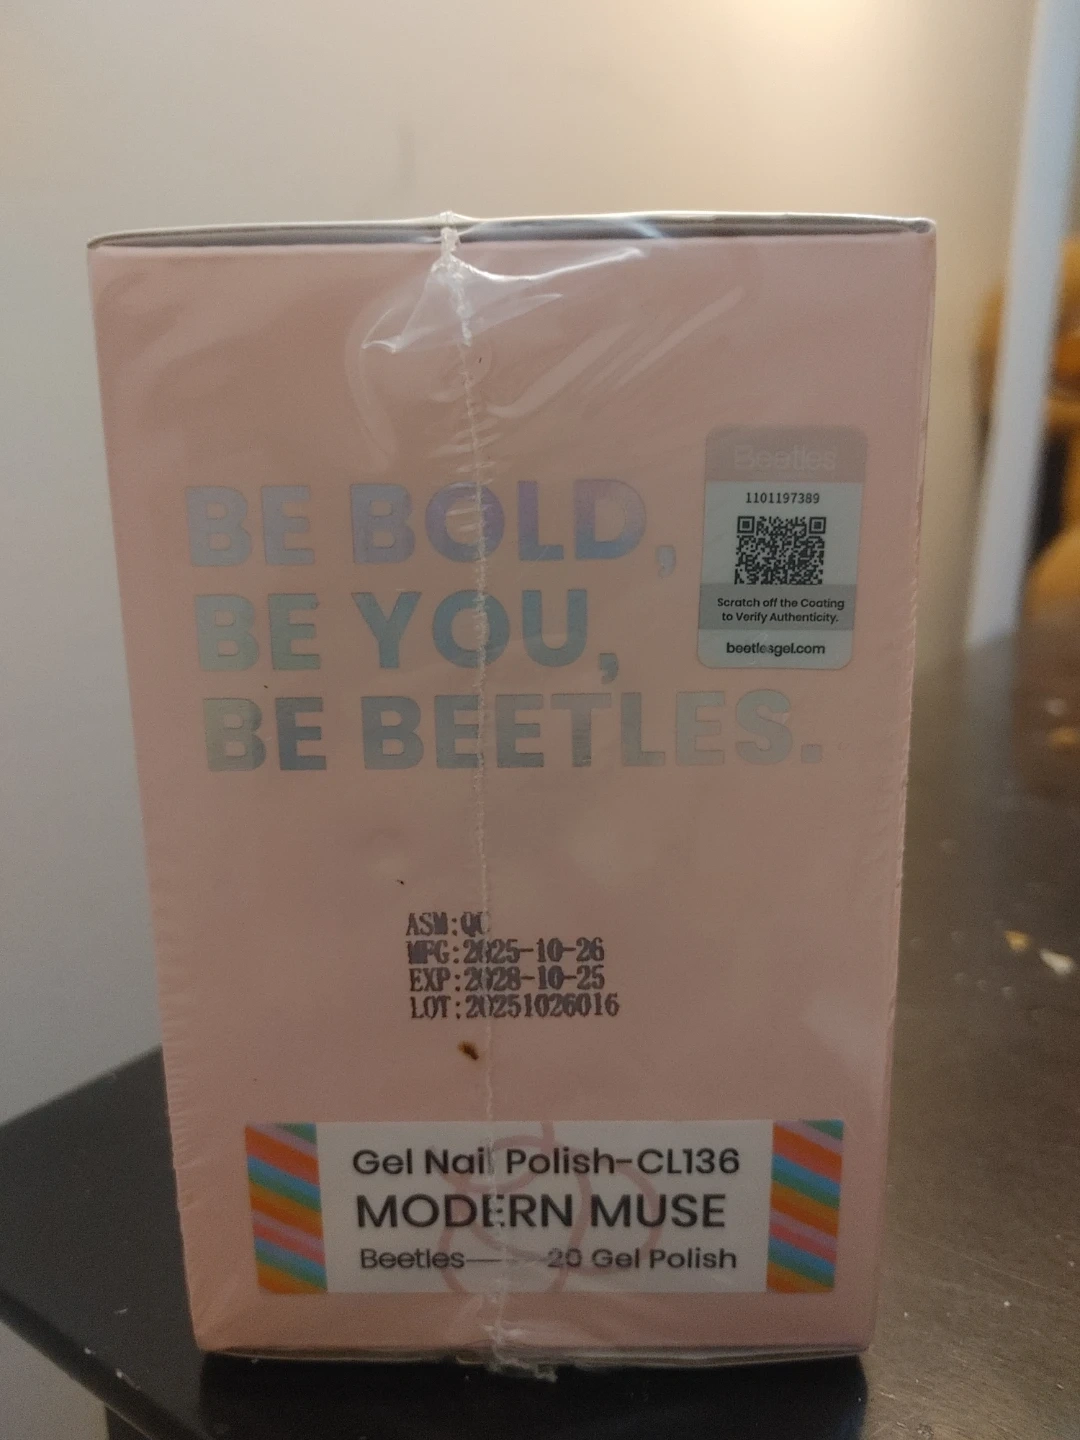 BE BOLD,
BE YOU,
BE BEETLES.
Beetles
1101197389
Scratch off the Coating
to Verify Authenticity.
beetlesgel.com
ASM:QC
MFG:2025-10-26
EXP:2028-10-25
LOT:20251026016
Gel Nail Polish-CL136
MODERN MUSE
Beetles——20 Gel Polish